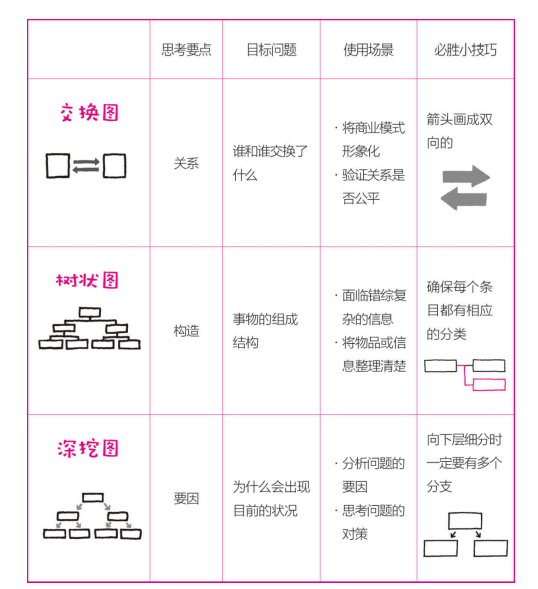 思考要点
目标问题
使用场景
必胜小技巧
交换图
关系
谁和谁交换了
什么
·将商业模式
形象化
·验证关系是
否公平
箭头画成双
向的
树状图
构造
事物的组成
结构
·面临错综复
杂的信息
·将物品或信
息整理清楚
确保每个条
目都有相应
的分类
深挖图
要因
为什么会出现
目前的状况
·分析问题的
要因
·思考问题的
对策
向下层细分时
一定要有多个
分支